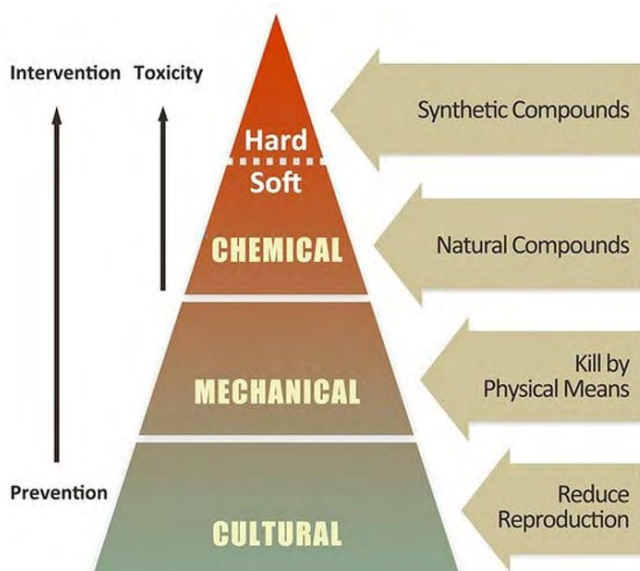 Intervention Toxicity
Synthetic Compounds
Hard
Soft
CHEMICAL
Natural Compounds
MECHANICAL
Kill by
Physical Means
Prevention
CULTURAL
Reduce
Reproduction